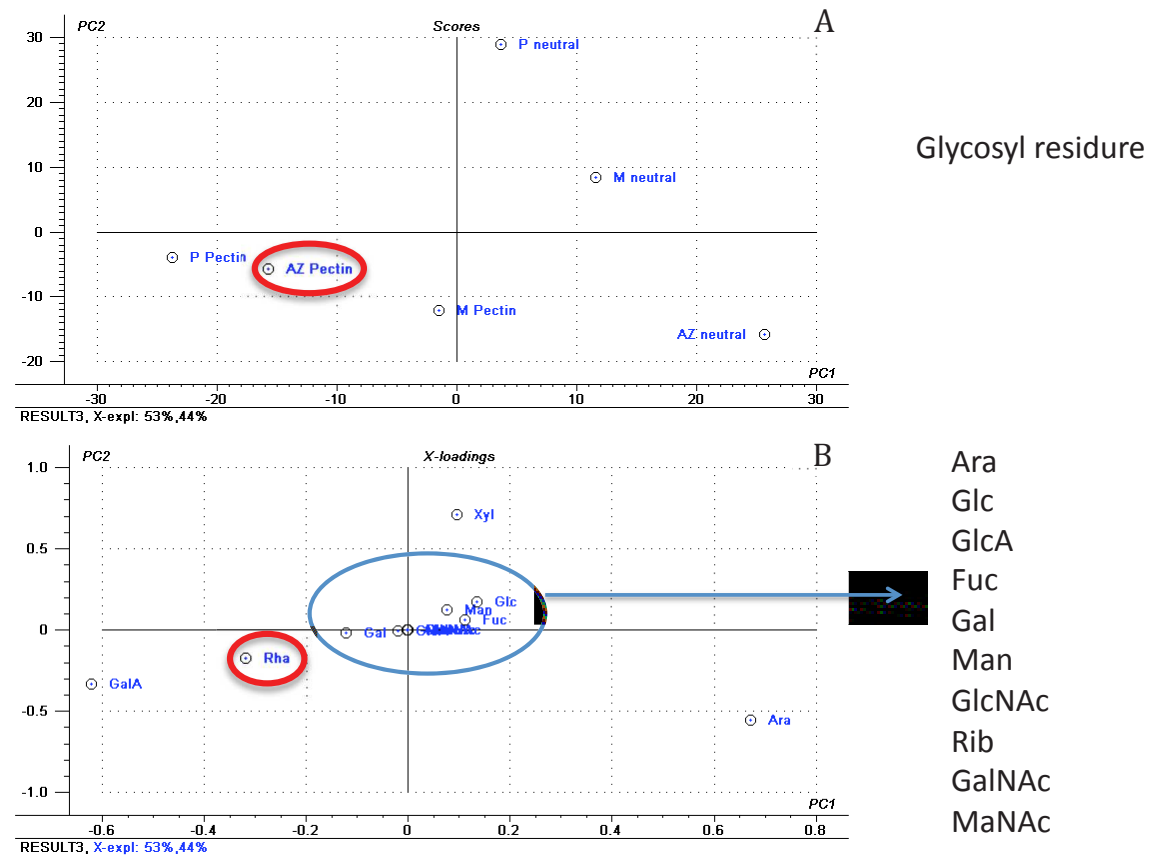 PC2
Scores
A
30
P neutral
20
Glycosyl residure
10
M neutral
0
P Pectin
AZ Pectin
-10
M Pectin
AZ neutral
-20
PC1
-30 -20 -10 0 10 20 30
RESULT3, X-expl: 53%,44%
PC2
X-loadings
B
1.0
Xyl
0.5
Glc
Man
Fuc
0
Gal
Rha
GalA
-0.5
Ara
-1.0
PC1
-0.6 -0.4 -0.2 0 0.2 0.4 0.6 0.8
RESULT3, X-expl: 53%,44%
Ara
Glc
GlcA
Fuc
Gal
Man
GlcNAc
Rib
GalNAc
MaNAc